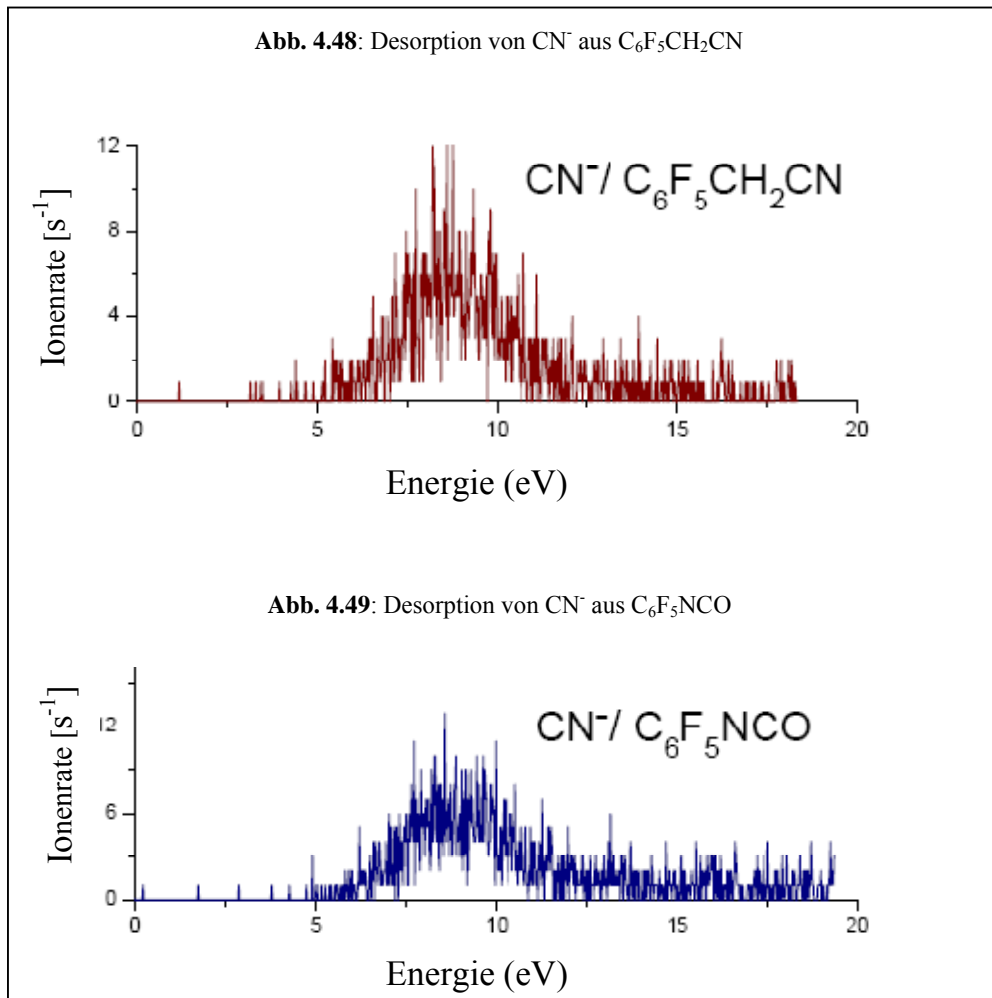 Abb. 4.48: Desorption von CN⁻ aus C₆F₅CH₂CN
12
8
4
0
Ionenrate [s⁻¹]
CN⁻/ C₆F₅CH₂CN
0 5 10 15 20
Energie (eV)
Abb. 4.49: Desorption von CN⁻ aus C₆F₅NCO
12
6
0
Ionenrate [s⁻¹]
CN⁻/ C₆F₅NCO
0 5 10 15 20
Energie (eV)